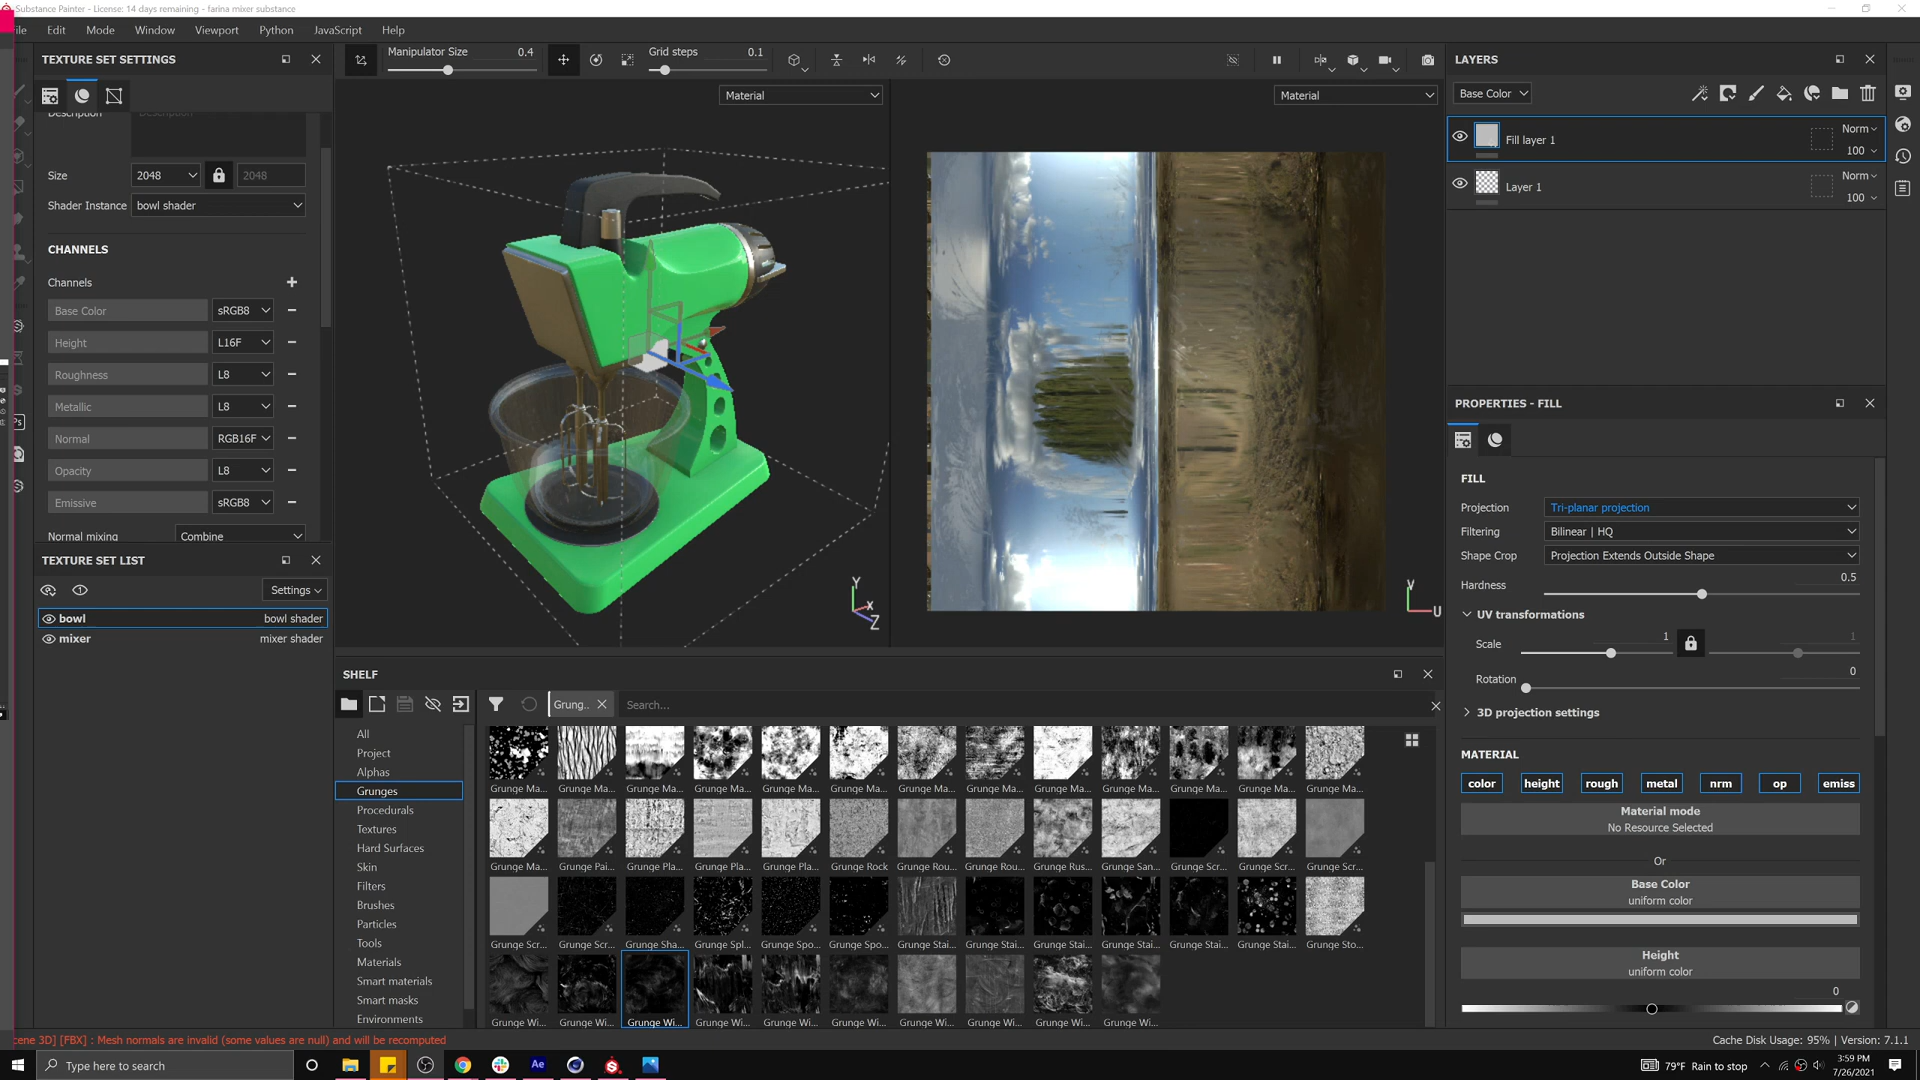 Substance Painter - License: 14 days remaining - farina mixer substance
ile Edit Mode Window Viewport Python JavaScript Help
TEXTURE SET SETTINGS
Description
Description
Size 2048 2048
Shader Instance bowl shader
CHANNELS
Channels
Base Color sRGB8
Height L16F
Roughness L8
Metallic L8
Normal RGB16F
Opacity L8
Emissive sRGB8
Normal mixing Combine
TEXTURE SET LIST
Settings
bowl bowl shader
mixer mixer shader
Manipulator Size 0.4
Grid steps 0.1
Material
Material
Y
X
Z
V
U
SHELF
Grung..
Search...
All
Project
Alphas
Grunges
Procedurals
Textures
Hard Surfaces
Skin
Filters
Brushes
Particles
Tools
Materials
Smart materials
Smart masks
Environments
Grunge Ma... Grunge Ma... Grunge Ma... Grunge Ma... Grunge Ma... Grunge Ma... Grunge Ma... Grunge Ma... Grunge Ma... Grunge Ma... Grunge Ma... Grunge Ma... Grunge Ma...
Grunge Ma... Grunge Pai... Grunge Pla... Grunge Pla... Grunge Pla... Grunge Rock Grunge Rou... Grunge Rou... Grunge Rus... Grunge San... Grunge Scr... Grunge Scr... Grunge Scr...
Grunge Scr... Grunge Scr... Grunge Sha... Grunge Spl... Grunge Spo... Grunge Spo... Grunge Stai... Grunge Stai... Grunge Stai... Grunge Stai... Grunge Stai... Grunge Stai... Grunge Sto...
Grunge Wi... Grunge Wi... Grunge Wi... Grunge Wi... Grunge Wi... Grunge Wi... Grunge Wi... Grunge Wi... Grunge Wi... Grunge Wi...
LAYERS
Base Color
Fill layer 1 Norm
100
Layer 1 Norm
100
PROPERTIES - FILL
FILL
Projection Tri-planar projection
Filtering Bilinear | HQ
Shape Crop Projection Extends Outside Shape
Hardness 0.5
UV transformations
Scale 1 1
Rotation 0
3D projection settings
MATERIAL
color height rough metal nrm op emiss
Material mode
No Resource Selected
Or
Base Color
uniform color
Height
uniform color
0
cene 3D] [FBX] : Mesh normals are invalid (some values are null) and will be recomputed
Cache Disk Usage: 95% | Version: 7.1.1
Type here to search
Ae
79°F Rain to stop
3:59 PM
7/26/2021